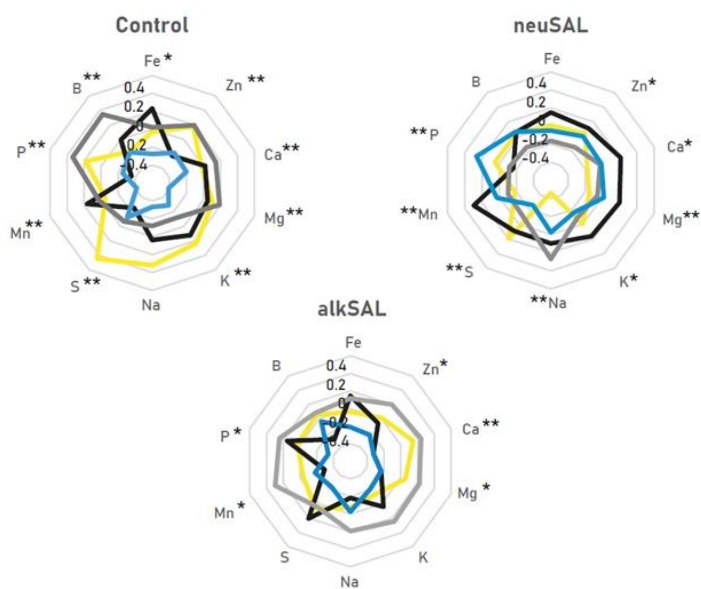 Control
Fe*
B**
Zn**
0.4
0.2
0
0.2
-0.4
P**
Ca**
Mn**
Mg**
S**
K**
Na
neuSAL
Fe
B
Zn*
0.4
0.2
0
-0.2
-0.4
**P
Ca*
**Mn
Mg**
**S
K*
**Na
alkSAL
Fe
B
Zn*
0.4
0.2
0.2
0.4
P*
Ca**
Mn*
Mg*
S
K
Na